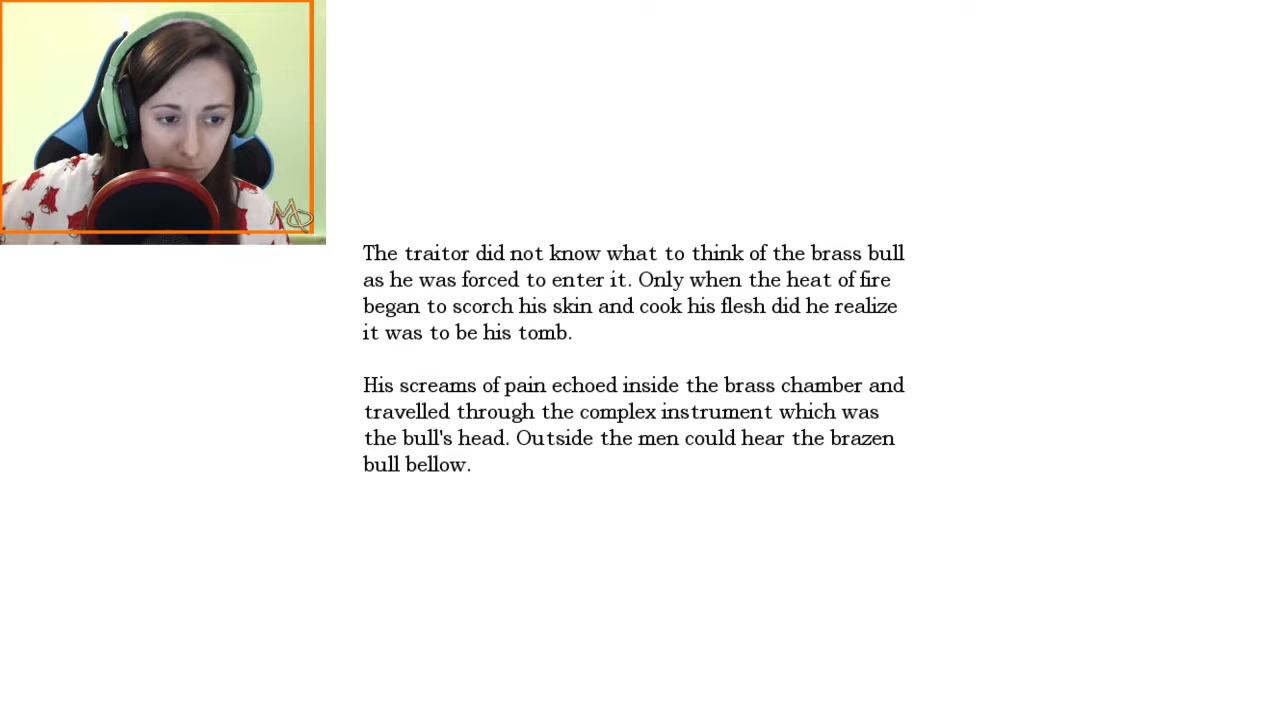 The traitor did not know what to think of the brass bull
as he was forced to enter it. Only when the heat of fire
began to scorch his skin and cook his flesh did he realize
it was to be his tomb.
His screams of pain echoed inside the brass chamber and
travelled through the complex instrument which was
the bull's head. Outside the men could hear the brazen
bull bellow.